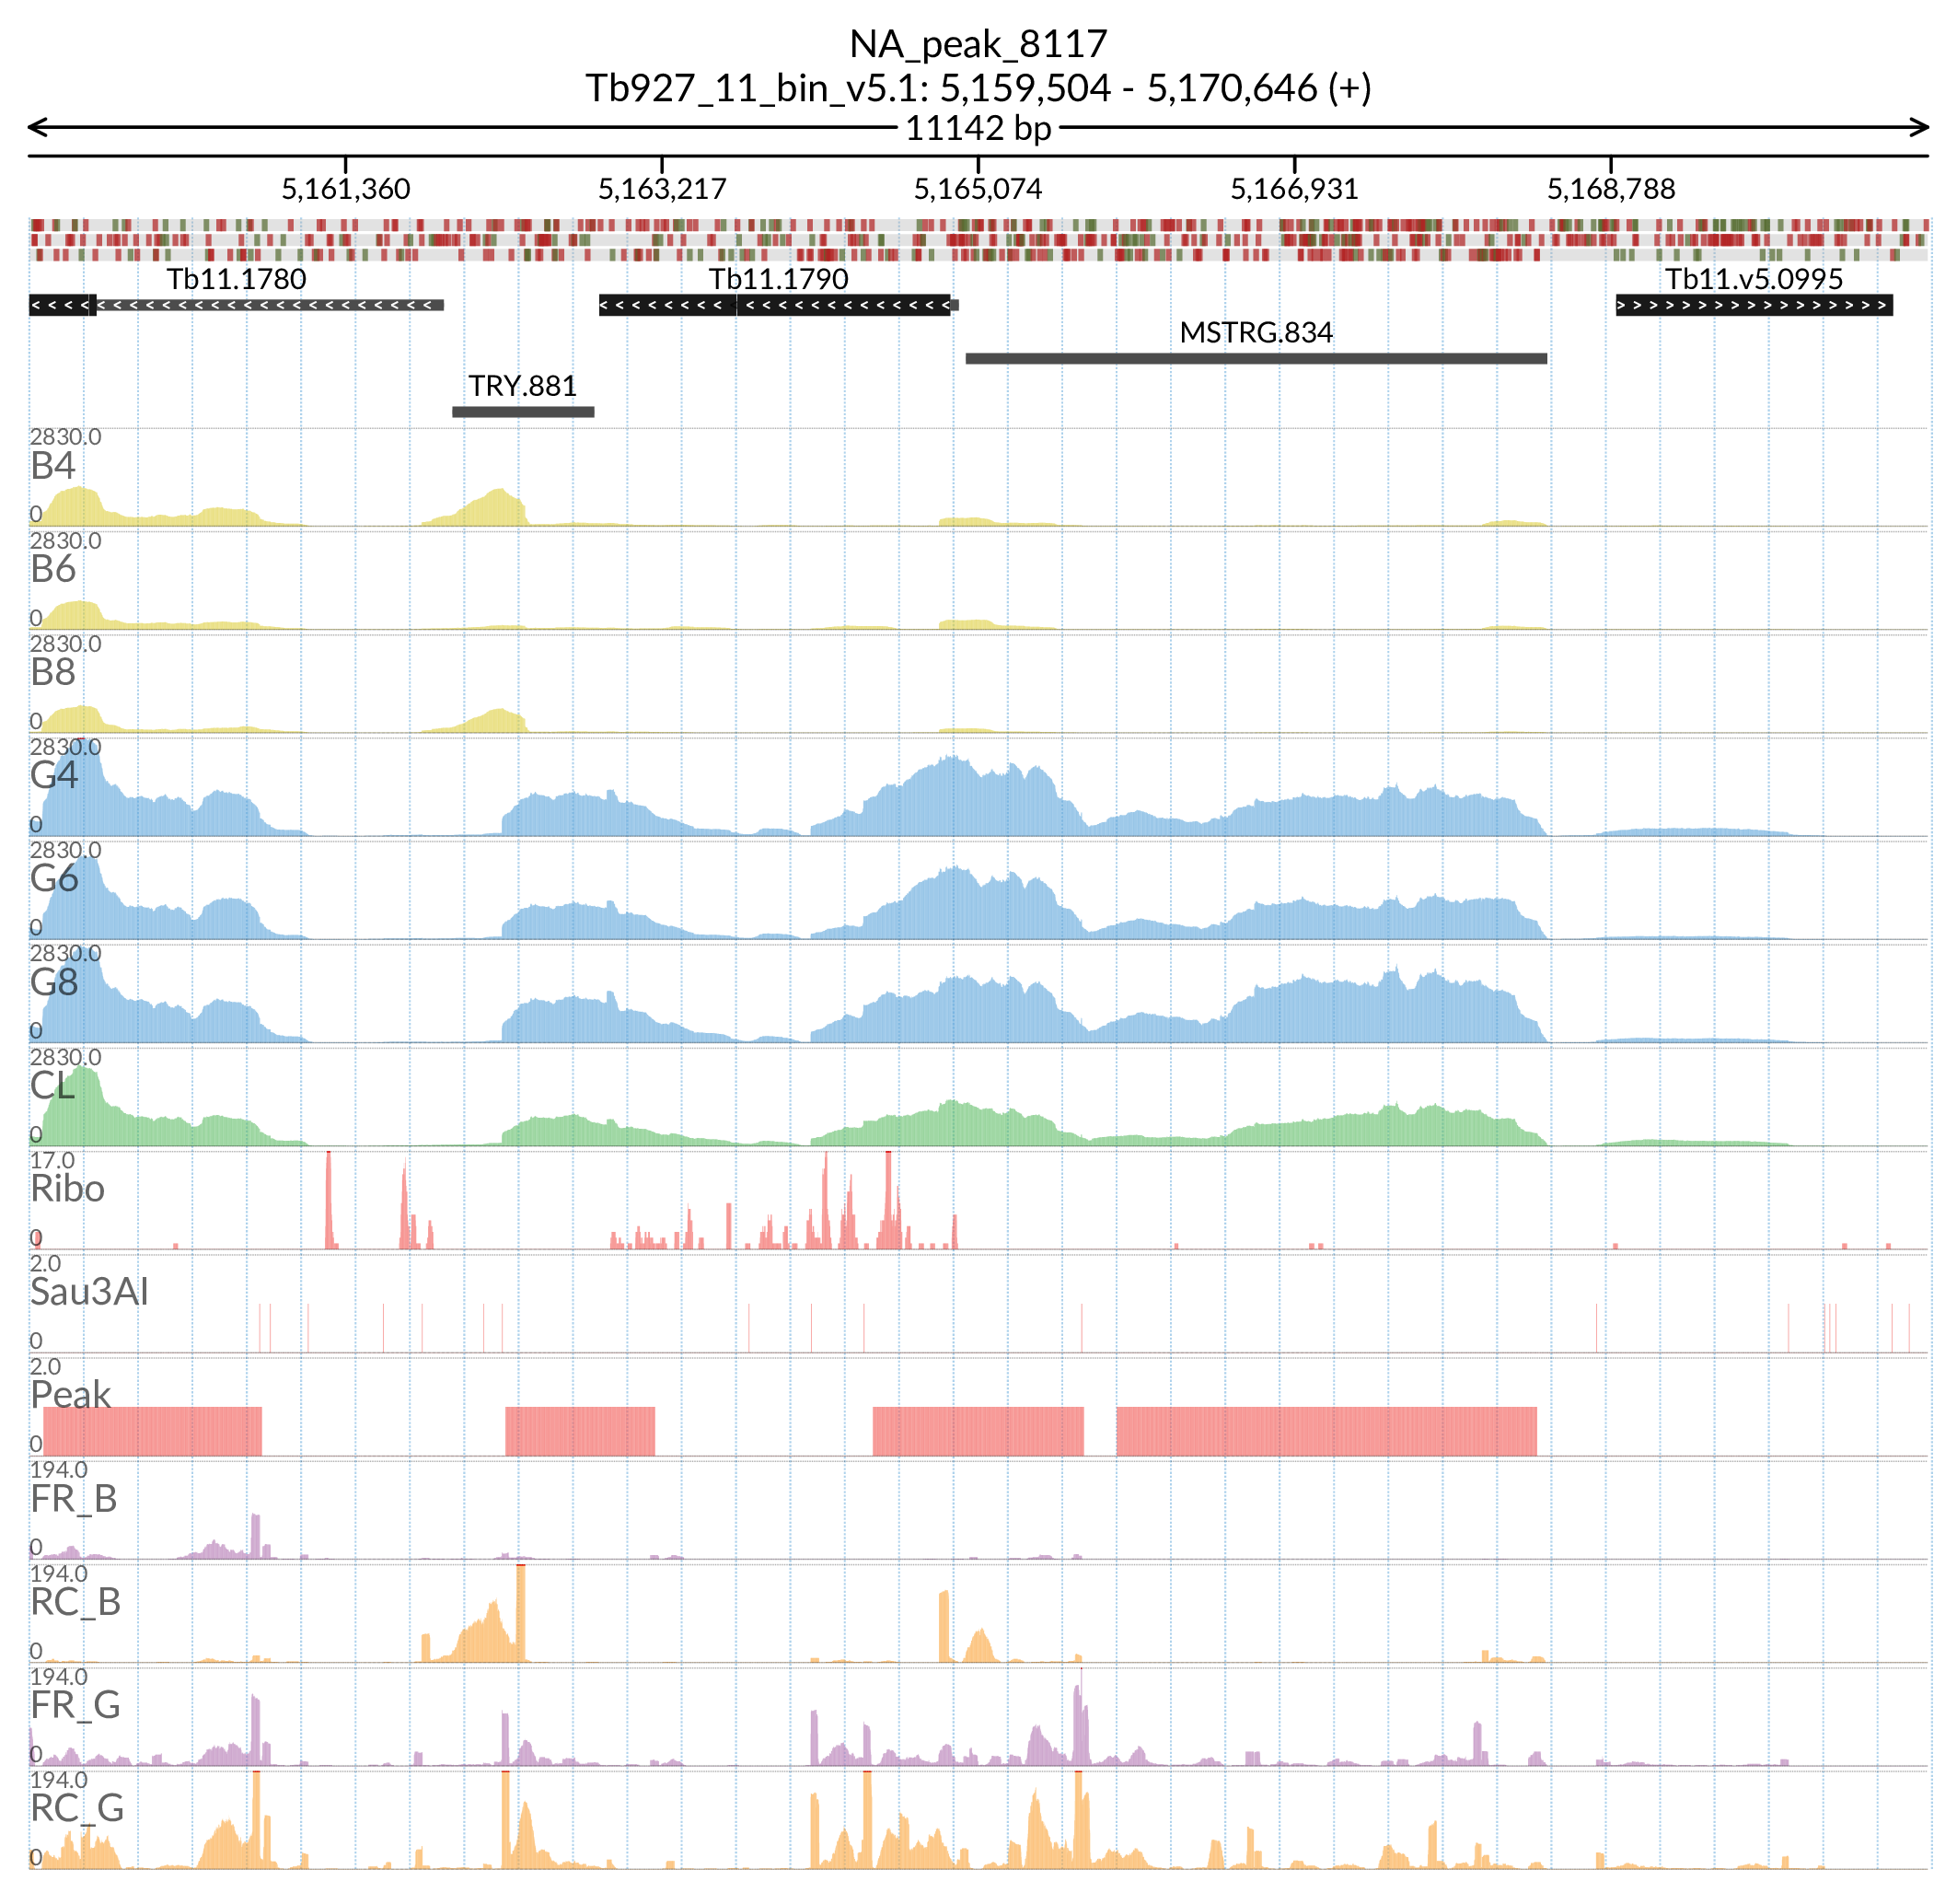 NA_peak_8117
Tb927_11_bin_v5.1: 5,159,504 - 5,170,646 (+)
11142 bp
5,161,360 5,163,217 5,165,074 5,166,931 5,168,788
Tb11.1780 Tb11.1790 Tb11.v5.0995
MSTRG.834
TRY.881
2830.0
B4
0
2830.0
B6
0
2830.0
B8
0
2830.0
G4
0
2830.0
G6
0
2830.0
G8
0
2830.0
CL
0
17.0
Ribo
0
2.0
Sau3AI
0
2.0
Peak
0
194.0
FR_B
0
194.0
RC_B
0
194.0
FR_G
0
194.0
RC_G
0